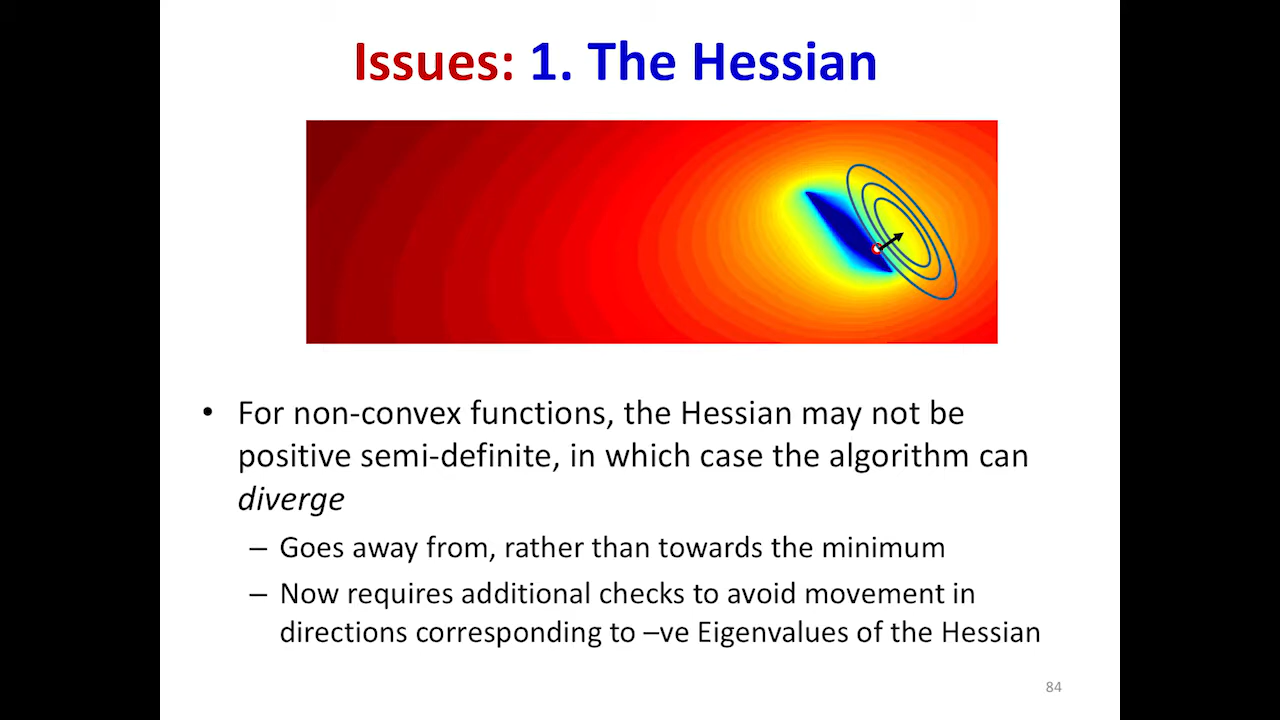 Issues: 1. The Hessian
• For non-convex functions, the Hessian may not be
positive semi-definite, in which case the algorithm can
diverge
– Goes away from, rather than towards the minimum
– Now requires additional checks to avoid movement in
directions corresponding to –ve Eigenvalues of the Hessian
84